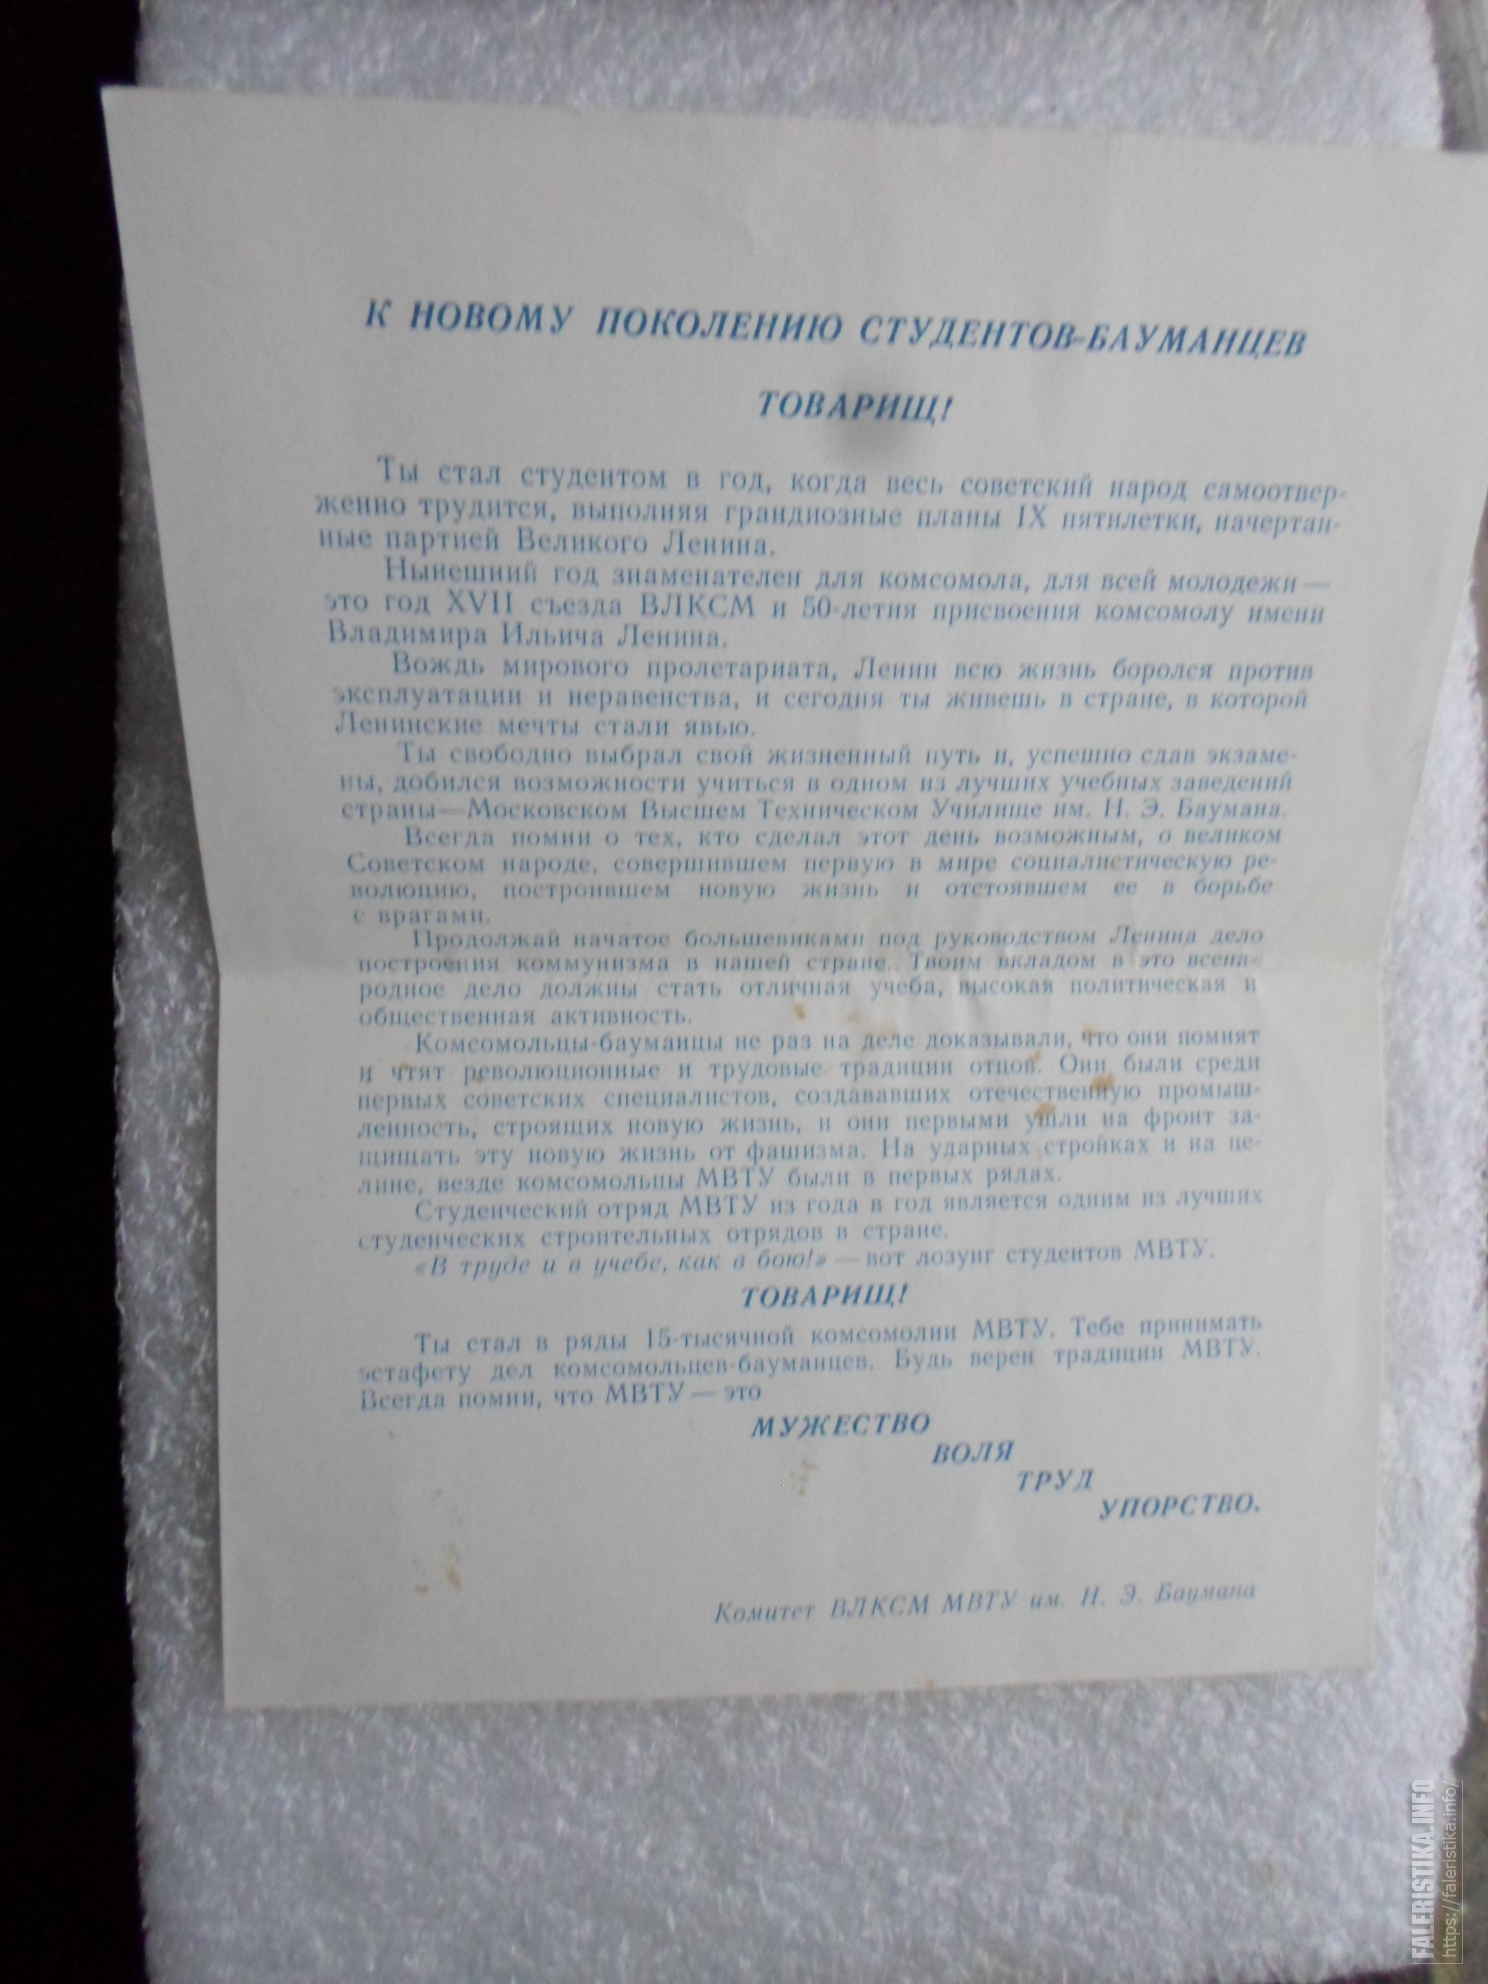 К НОВОМУ ПОКОЛЕНИЮ СТУДЕНТОВ-БАУМАНЦЕВ
ТОВАРИЩ!
Ты стал студентом в год, когда весь советский народ самоотвер-
женно трудится, выполняя грандиозные планы IX пятилетки, начертан-
ные партией Великого Ленина.
Нынешний год знаменателен для комсомола, для всей молодежи —
это год XVII съезда ВЛКСМ и 50-летия присвоения комсомолу имени
Владимира Ильича Ленина.
Вождь мирового пролетариата, Ленин всю жизнь боролся против
эксплуатации и неравенства, и сегодня ты живешь в стране, в которой
Ленинские мечты стали явью.
Ты свободно выбрал свой жизненный путь и, успешно сдав экзаме-
ны, добился возможности учиться в одном из лучших учебных заведений
страны—Московском Высшем Техническом Училище им. Н. Э. Баумана.
Всегда помни о тех, кто сделал этот день возможным, о великом
Советском народе, совершившем первую в мире социалистическую ре-
волюцию, построившем новую жизнь и отстоявшем ее в борьбе
с врагами.
Продолжай начатое большевиками под руководством Ленина дело
построения коммунизма в нашей стране. Твоим вкладом в это всена-
родное дело должны стать отличная учеба, высокая политическая и
общественная активность.
Комсомольцы-бауманцы не раз на деле доказывали, что они помнят
и чтят революционные и трудовые традиции отцов. Они были среди
первых советских специалистов, создававших отечественную промыш-
ленность, строящих новую жизнь, и они первыми ушли на фронт за-
щищать эту новую жизнь от фашизма. На ударных стройках и на це-
лине, везде комсомольцы МВТУ были в первых рядах.
Студенческий отряд МВТУ из года в год является одним из лучших
студенческих строительных отрядов в стране.
«В труде и в учебе, как в бою!» — вот лозунг студентов МВТУ.
ТОВАРИЩ!
Ты стал в ряды 15-тысячной комсомолии МВТУ. Тебе принимать
эстафету дел комсомольцев-бауманцев. Будь верен традиции МВТУ.
Всегда помни, что МВТУ — это
МУЖЕСТВО
ВОЛЯ
ТРУД
УПОРСТВО.
Комитет ВЛКСМ МВТУ им. Н. Э. Баумана
FALERISTIKA.INFO
https://faleristika.info/